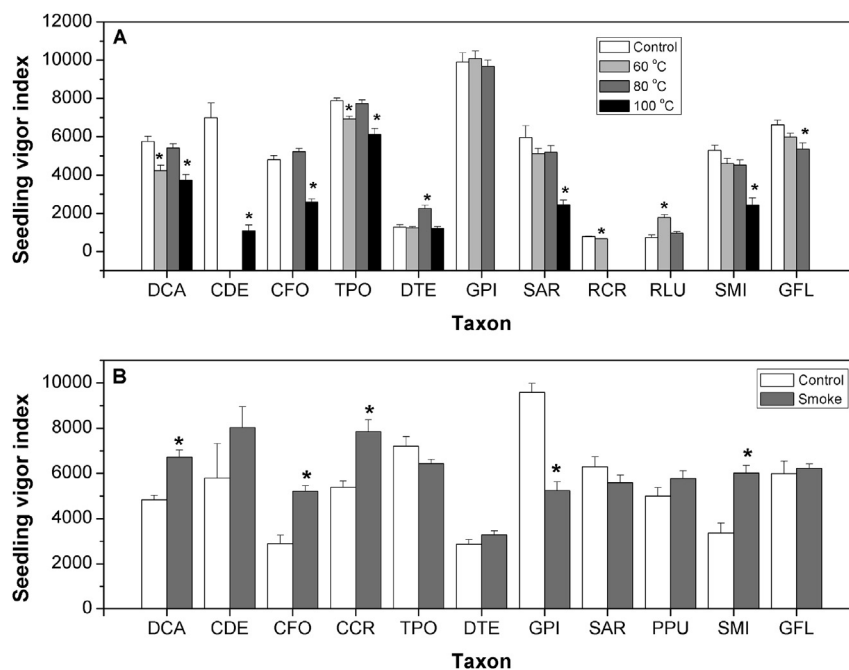 A
Seedling vigor index
12000
10000
8000
6000
4000
2000
0
Control
60 °C
80 °C
100 °C
* * * * * * * * * * * *
DCA CDE CFO TPO DTE GPI SAR RCR RLU SMI GFL
Taxon
B
Seedling vigor index
10000
8000
6000
4000
2000
0
Control
Smoke
* * * * *
DCA CDE CFO CCR TPO DTE GPI SAR PPU SMI GFL
Taxon